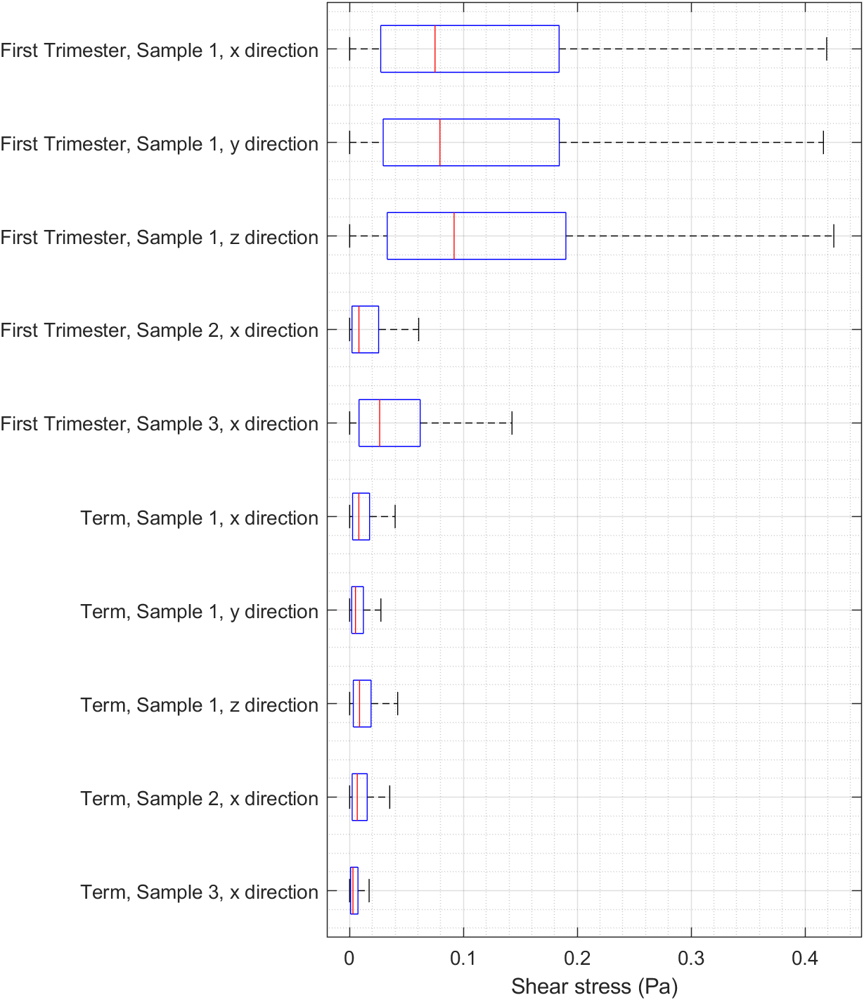 First Trimester, Sample 1, x direction
First Trimester, Sample 1, y direction
First Trimester, Sample 1, z direction
First Trimester, Sample 2, x direction
First Trimester, Sample 3, x direction
Term, Sample 1, x direction
Term, Sample 1, y direction
Term, Sample 1, z direction
Term, Sample 2, x direction
Term, Sample 3, x direction
0 0.1 0.2 0.3 0.4
Shear stress (Pa)